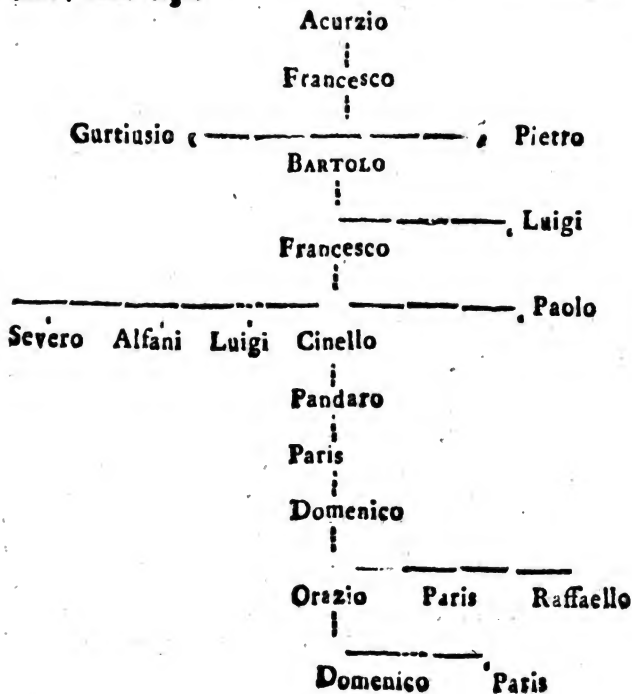 Acurzio
Francesco
Gurtiusio Pietro
BARTOLO
Luigi
Francesco
Paolo
Severo Alfani Luigi Cinello
Pandaro
Paris
Domenico
Orazio Paris Raffaello
Domenico Paris